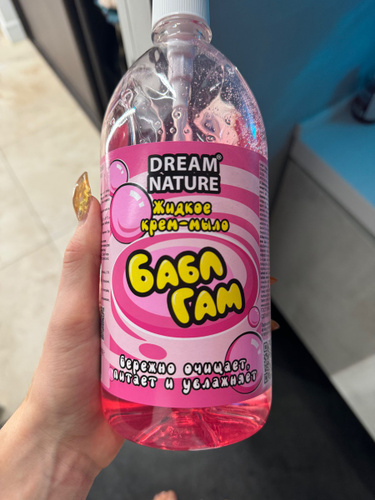 DREAM
NATURE®
Жидкое
крем-мыло
БАБЛ
ГАМ
бережно очищает,
питает и увлажняет